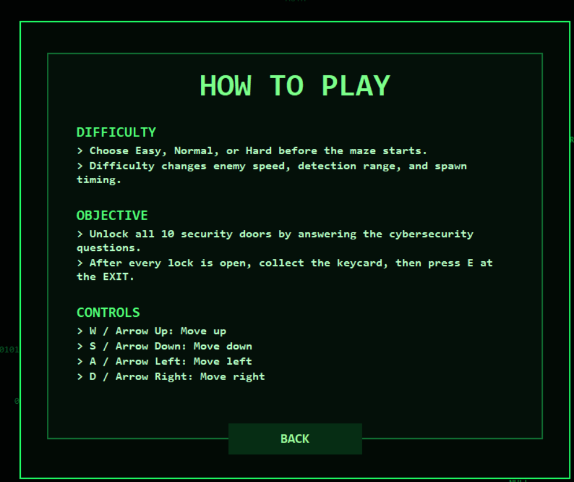 HOW TO PLAY
DIFFICULTY
> Choose Easy, Normal, or Hard before the maze starts.
> Difficulty changes enemy speed, detection range, and spawn
timing.
OBJECTIVE
> Unlock all 10 security doors by answering the cybersecurity
questions.
> After every lock is open, collect the keycard, then press E at
the EXIT.
CONTROLS
> W / Arrow Up: Move up
> S / Arrow Down: Move down
> A / Arrow Left: Move left
> D / Arrow Right: Move right
0101
0
BACK